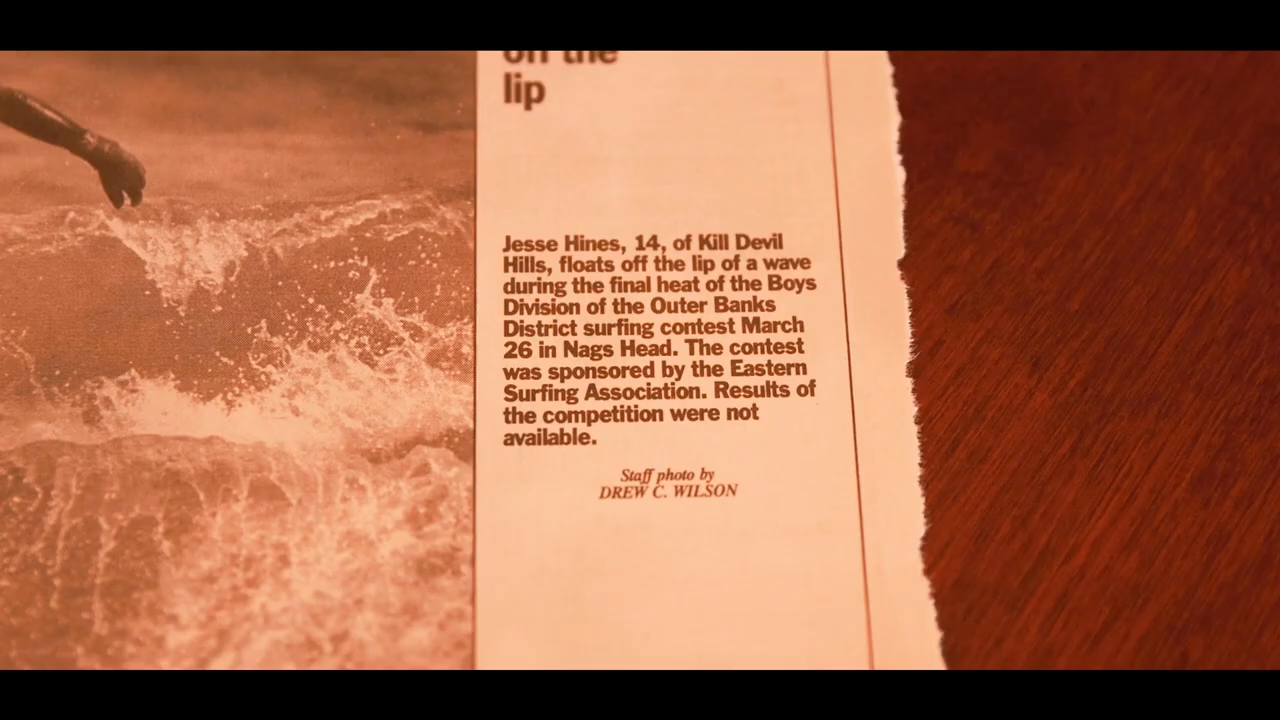 off the
lip
Jesse Hines, 14, of Kill Devil
Hills, floats off the lip of a wave
during the final heat of the Boys
Division of the Outer Banks
District surfing contest March
26 in Nags Head. The contest
was sponsored by the Eastern
Surfing Association. Results of
the competition were not
available.
Staff photo by
DREW C. WILSON